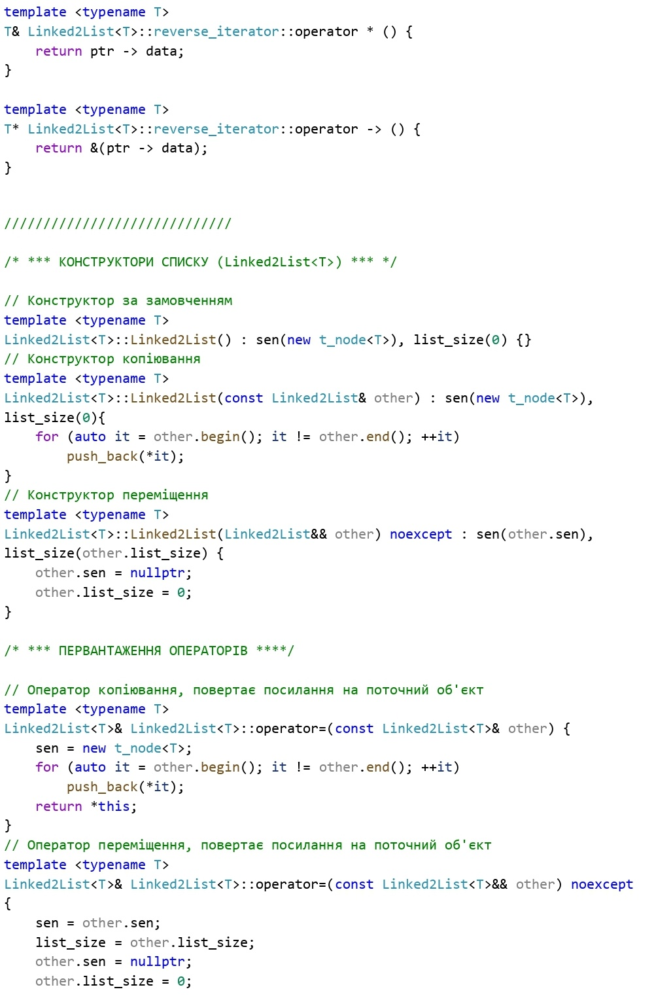 template <typename T>
T& Linked2List<T>::reverse_iterator::operator * () {
    return ptr -> data;
}

template <typename T>
T* Linked2List<T>::reverse_iterator::operator -> () {
    return &(ptr -> data);
}

/////////////////////////////

/* *** КОНСТРУКТОРИ СПИСКУ (Linked2List<T>) *** */

// Конструктор за замовченням
template <typename T>
Linked2List<T>::Linked2List() : sen(new t_node<T>), list_size(0) {}
// Конструктор копіювання
template <typename T>
Linked2List<T>::Linked2List(const Linked2List& other) : sen(new t_node<T>),
list_size(0){
    for (auto it = other.begin(); it != other.end(); ++it)
        push_back(*it);
}
// Конструктор переміщення
template <typename T>
Linked2List<T>::Linked2List(Linked2List&& other) noexcept : sen(other.sen),
list_size(other.list_size) {
    other.sen = nullptr;
    other.list_size = 0;
}

/* *** ПЕРВАНТАЖЕННЯ ОПЕРАТОРІВ ****/

// Оператор копіювання, повертає посилання на поточний об'єкт
template <typename T>
Linked2List<T>& Linked2List<T>::operator=(const Linked2List<T>& other) {
    sen = new t_node<T>;
    for (auto it = other.begin(); it != other.end(); ++it)
        push_back(*it);
    return *this;
}
// Оператор переміщення, повертає посилання на поточний об'єкт
template <typename T>
Linked2List<T>& Linked2List<T>::operator=(const Linked2List<T>&& other) noexcept
{
    sen = other.sen;
    list_size = other.list_size;
    other.sen = nullptr;
    other.list_size = 0;